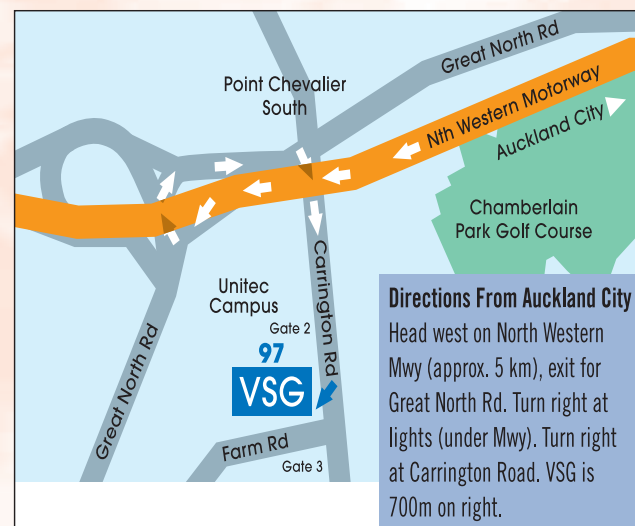 Great North Rd
Point Chevalier
South
Nth Western Motorway
Auckland City
Chamberlain
Park Golf Course
Carrington Rd
Unitec
Campus
Gate 2
97
VSG
Great North Rd
Farm Rd
Gate 3
Directions From Auckland City
Head west on North Western
Mwy (approx. 5 km), exit for
Great North Rd. Turn right at
lights (under Mwy). Turn right
at Carrington Road. VSG is
700m on right.